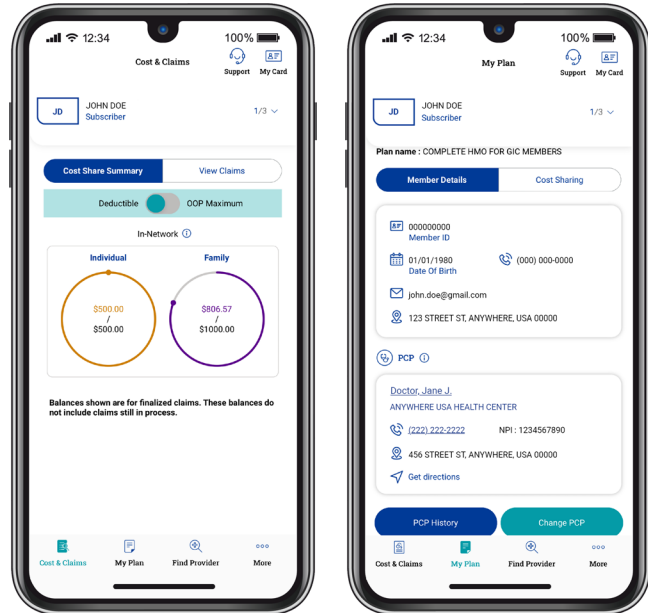 12:34
100%
Cost & Claims
Support
My Card
JD
JOHN DOE
Subscriber
1/3
Cost Share Summary
View Claims
Deductible
OOP Maximum
In-Network
Individual
Family
$500.00
/
$500.00
$806.57
/
$1000.00
Balances shown are for finalized claims. These balances do
not include claims still in process.
Cost & Claims
My Plan
Find Provider
More
12:34
100%
My Plan
Support
My Card
JD
JOHN DOE
Subscriber
1/3
Plan name : COMPLETE HMO FOR GIC MEMBERS
Member Details
Cost Sharing
000000000
Member ID
01/01/1980
Date Of Birth
(000) 000-0000
john.doe@gmail.com
123 STREET ST, ANYWHERE, USA 00000
PCP
Doctor, Jane J.
ANYWHERE USA HEALTH CENTER
(222) 222-2222
NPI : 1234567890
456 STREET ST, ANYWHERE, USA 00000
Get directions
PCP History
Change PCP
Cost & Claims
My Plan
Find Provider
More